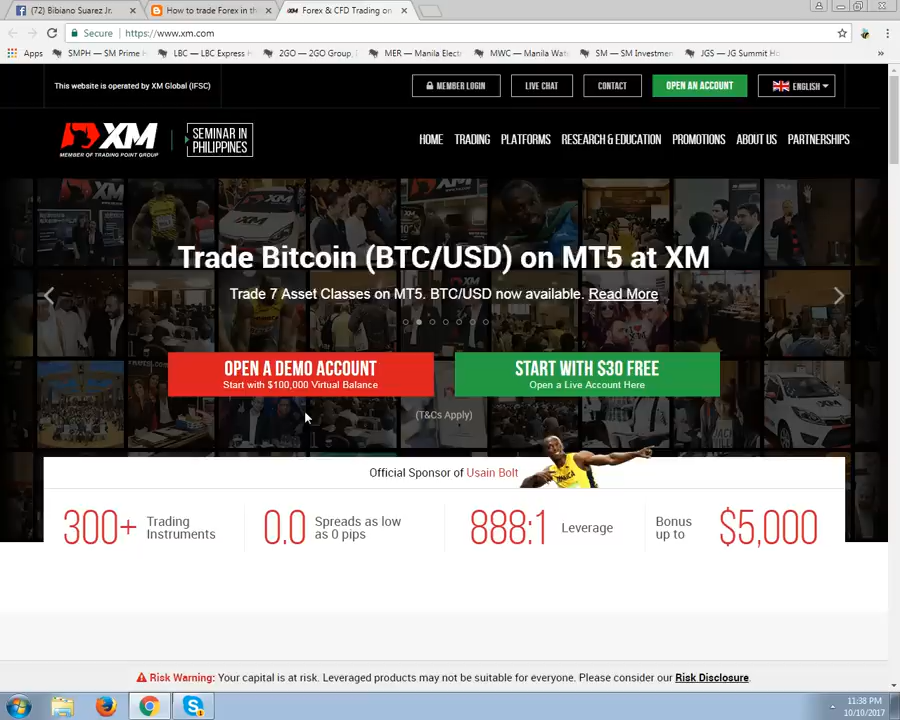 (72) Bibiano Suarez Jr.
How to trade Forex in th
Forex & CFD Trading on
Secure
https://www.xm.com
Apps
SMPH — SM Prime H
LBC — LBC Express H
2GO — 2GO Group,
MER — Manila Electr
MWC — Manila Wat
SM — SM Investmen
JGS — JG Summit Ho
This website is operated by XM Global (IFSC)
MEMBER LOGIN
LIVE CHAT
CONTACT
OPEN AN ACCOUNT
ENGLISH
XM
MEMBER OF TRADING POINT GROUP
SEMINAR IN
PHILIPPINES
HOME
TRADING
PLATFORMS
RESEARCH & EDUCATION
PROMOTIONS
ABOUT US
PARTNERSHIPS
Trade Bitcoin (BTC/USD) on MT5 at XM
Trade 7 Asset Classes on MT5. BTC/USD now available. Read More
OPEN A DEMO ACCOUNT
Start with $100,000 Virtual Balance
START WITH $30 FREE
Open a Live Account Here
(T&Cs Apply)
Official Sponsor of Usain Bolt
300+ Trading
Instruments
0.0 Spreads as low
as 0 pips
888:1 Leverage
Bonus
up to
$5,000
Risk Warning: Your capital is at risk. Leveraged products may not be suitable for everyone. Please consider our Risk Disclosure.
11:38 PM
10/10/2017